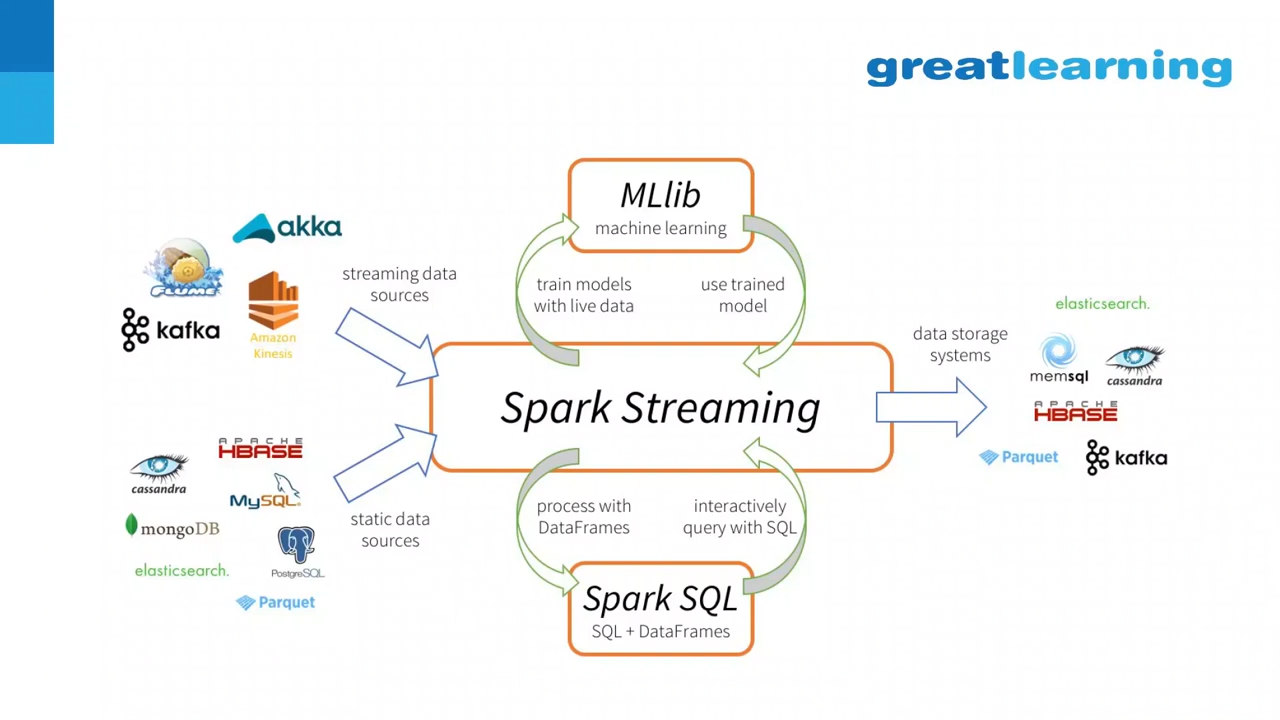 greatlearning
MLlib
machine learning
akka
FLUME
kafka
Amazon
Kinesis
streaming data
sources
train models
with live data
use trained
model
Spark Streaming
data storage
systems
elasticsearch.
memsql
cassandra
APACHE
HBASE
Parquet
kafka
APACHE
HBASE
cassandra
MySQL.
mongoDB
PostgreSQL
elasticsearch.
Parquet
static data
sources
process with
DataFrames
interactively
query with SQL
Spark SQL
SQL + DataFrames